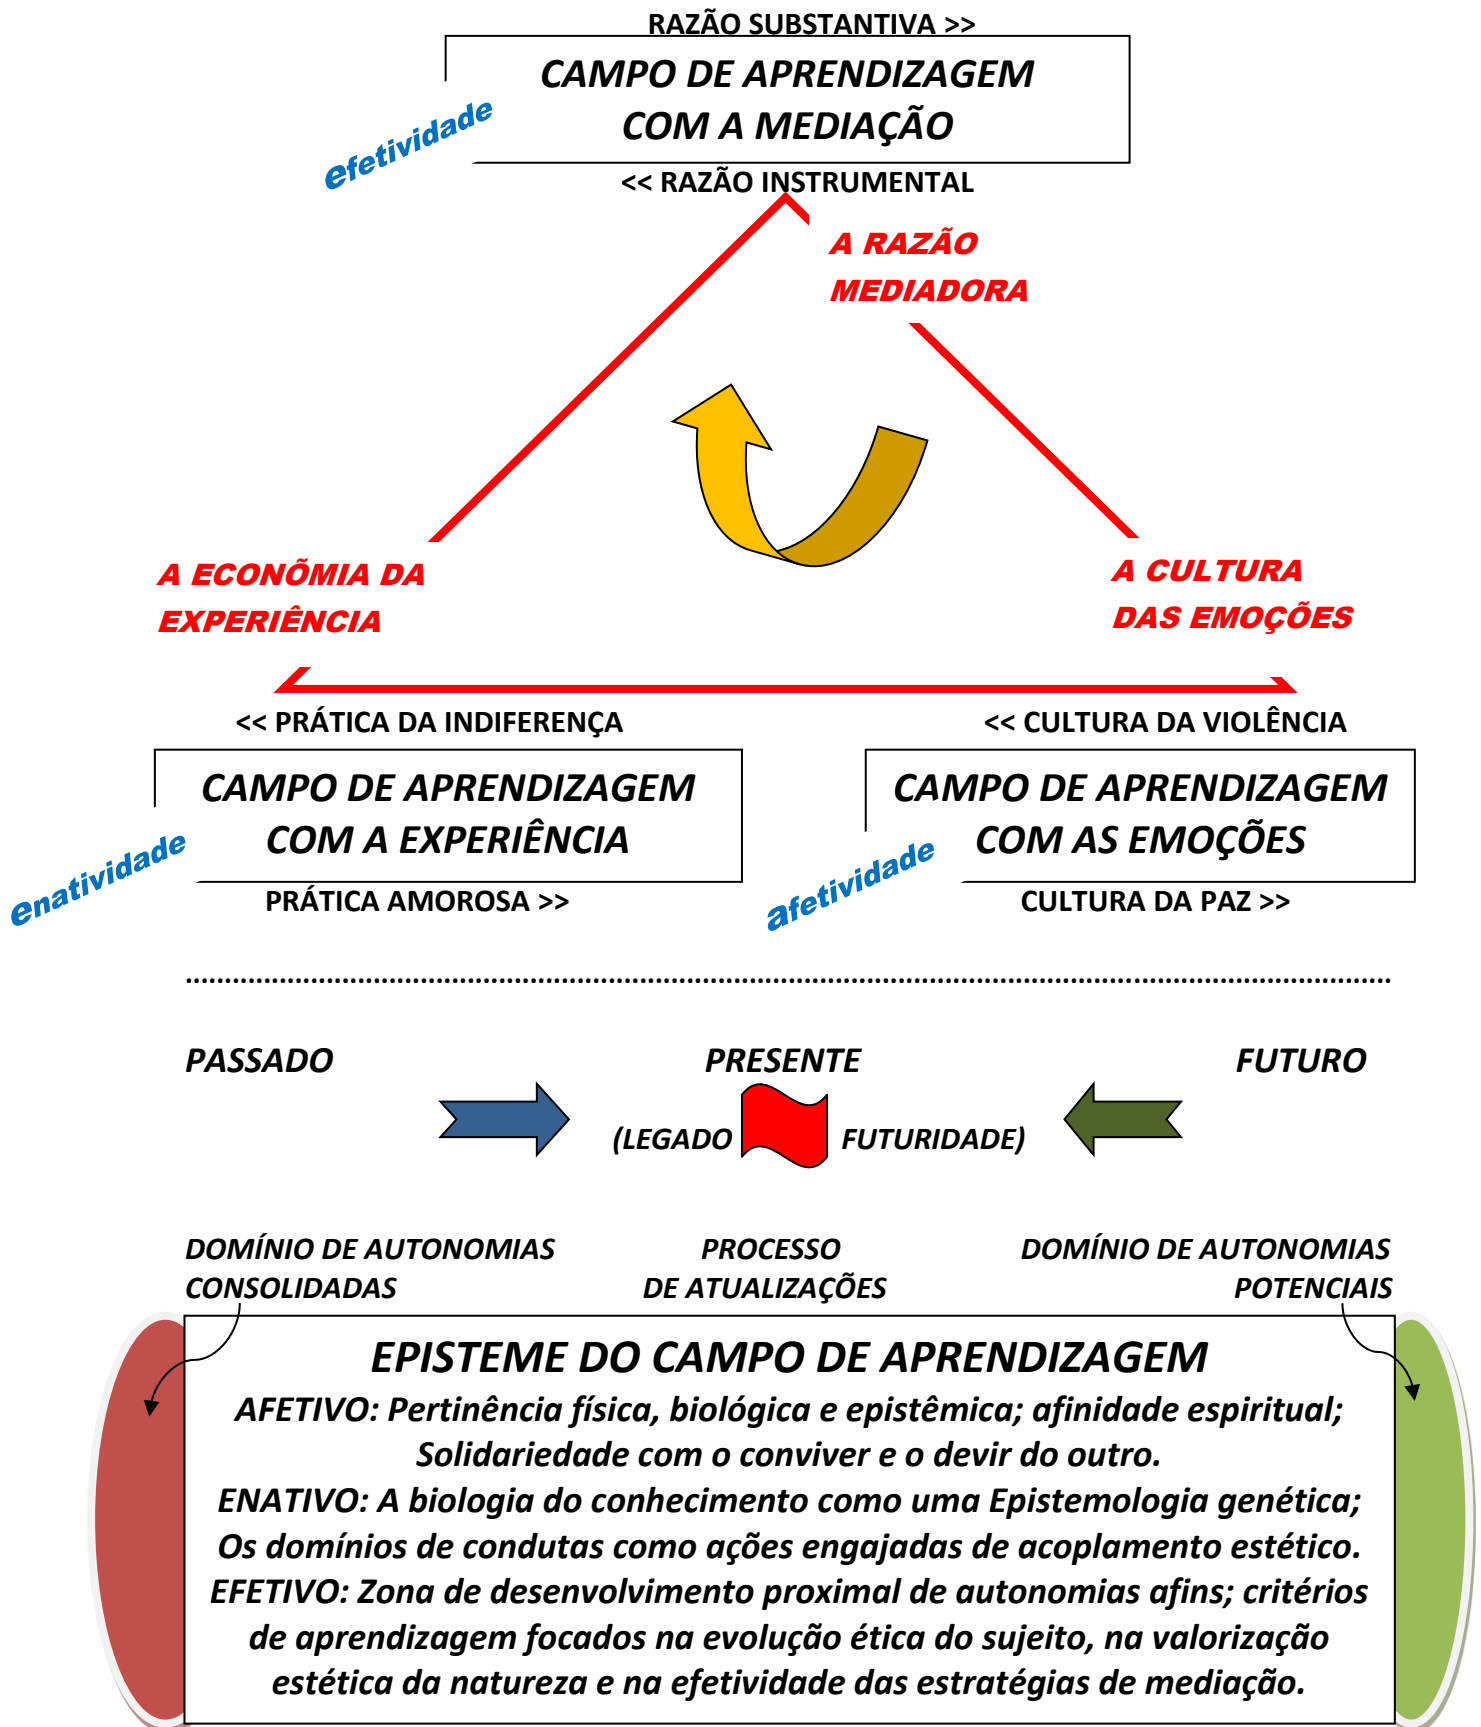 RAZÃO SUBSTANTIVA >>
CAMPO DE APRENDIZAGEM
COM A MEDIAÇÃO
efetividade
<< RAZÃO INSTRUMENTAL
A RAZÃO
MEDIADORA
A ECONÕMIA DA
EXPERIÊNCIA
A CULTURA
DAS EMOÇÕES
<< PRÁTICA DA INDIFERENÇA
CAMPO DE APRENDIZAGEM
COM A EXPERIÊNCIA
enatividade
PRÁTICA AMOROSA >>
<< CULTURA DA VIOLÊNCIA
CAMPO DE APRENDIZAGEM
COM AS EMOÇÕES
afetividade
CULTURA DA PAZ >>
PASSADO PRESENTE FUTURO
(LEGADO FUTURIDADE)
DOMÍNIO DE AUTONOMIAS
CONSOLIDADAS
PROCESSO
DE ATUALIZAÇÕES
DOMÍNIO DE AUTONOMIAS
POTENCIAIS
EPISTEME DO CAMPO DE APRENDIZAGEM
AFETIVO: Pertinência física, biológica e epistêmica; afinidade espiritual;
Solidariedade com o conviver e o devir do outro.
ENATIVO: A biologia do conhecimento como uma Epistemologia genética;
Os domínios de condutas como ações engajadas de acoplamento estético.
EFETIVO: Zona de desenvolvimento proximal de autonomias afins; critérios
de aprendizagem focados na evolução ética do sujeito, na valorização
estética da natureza e na efetividade das estratégias de mediação.